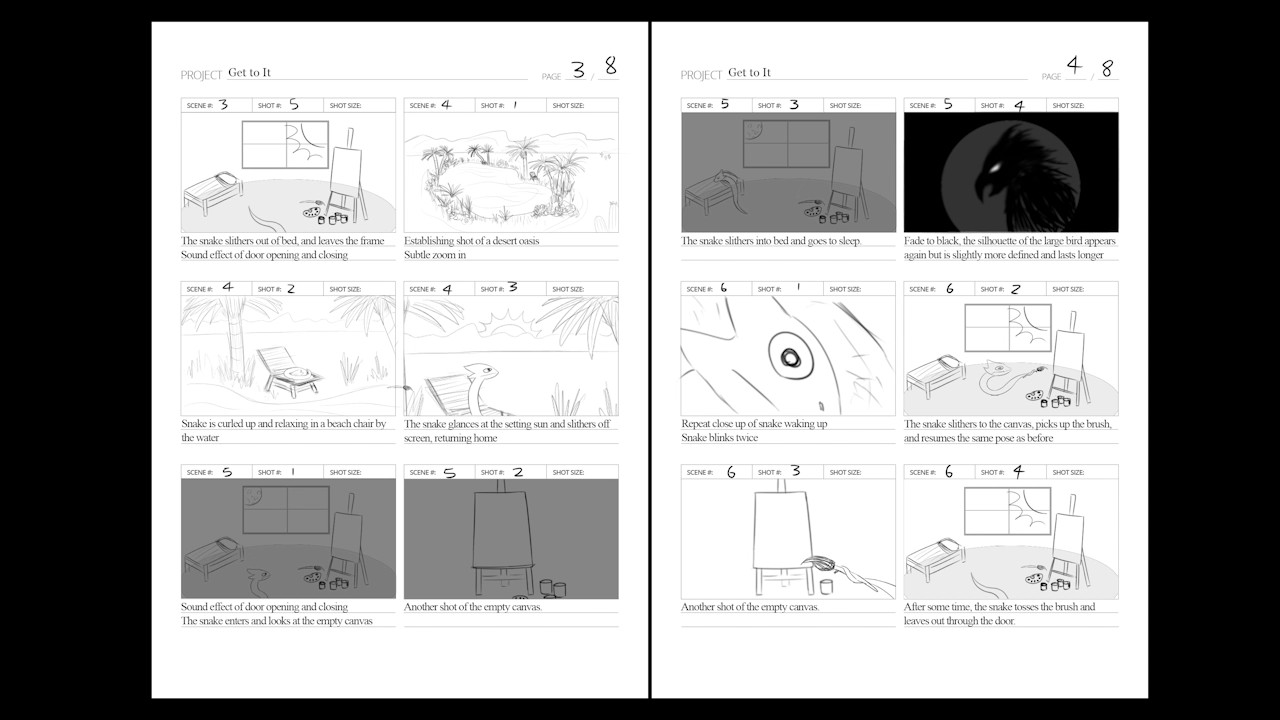 PROJECT Get to It PAGE 3 / 8
SCENE #: 3 SHOT #: 5 SHOT SIZE:
The snake slithers out of bed, and leaves the frame
Sound effect of door opening and closing
SCENE #: 4 SHOT #: 1 SHOT SIZE:
Establishing shot of a desert oasis
Subtle zoom in
SCENE #: 4 SHOT #: 2 SHOT SIZE:
Snake is curled up and relaxing in a beach chair by
the water
SCENE #: 4 SHOT #: 3 SHOT SIZE:
The snake glances at the setting sun and slithers off
screen, returning home
SCENE #: 5 SHOT #: 1 SHOT SIZE:
Sound effect of door opening and closing
The snake enters and looks at the empty canvas
SCENE #: 5 SHOT #: 2 SHOT SIZE:
Another shot of the empty canvas.
PROJECT Get to It PAGE 4 / 8
SCENE #: 5 SHOT #: 3 SHOT SIZE:
The snake slithers into bed and goes to sleep.
SCENE #: 5 SHOT #: 4 SHOT SIZE:
Fade to black, the silhouette of the large bird appears
again but is slightly more defined and lasts longer
SCENE #: 6 SHOT #: 1 SHOT SIZE:
Repeat close up of snake waking up
Snake blinks twice
SCENE #: 6 SHOT #: 2 SHOT SIZE:
The snake slithers to the canvas, picks up the brush,
and resumes the same pose as before
SCENE #: 6 SHOT #: 3 SHOT SIZE:
Another shot of the empty canvas.
SCENE #: 6 SHOT #: 4 SHOT SIZE:
After some time, the snake tosses the brush and
leaves out through the door.